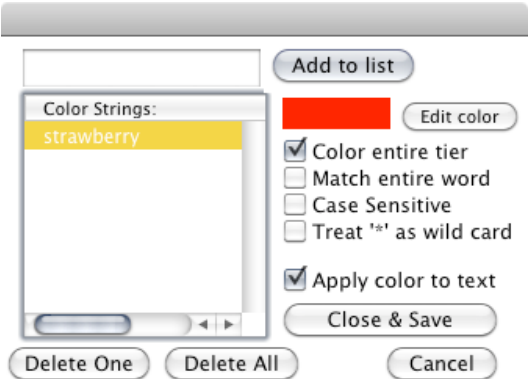 Add to list
Color Strings:
strawberry
Edit color
Color entire tier
Match entire word
Case Sensitive
Treat '*' as wild card
Apply color to text
Close & Save
Delete One
Delete All
Cancel